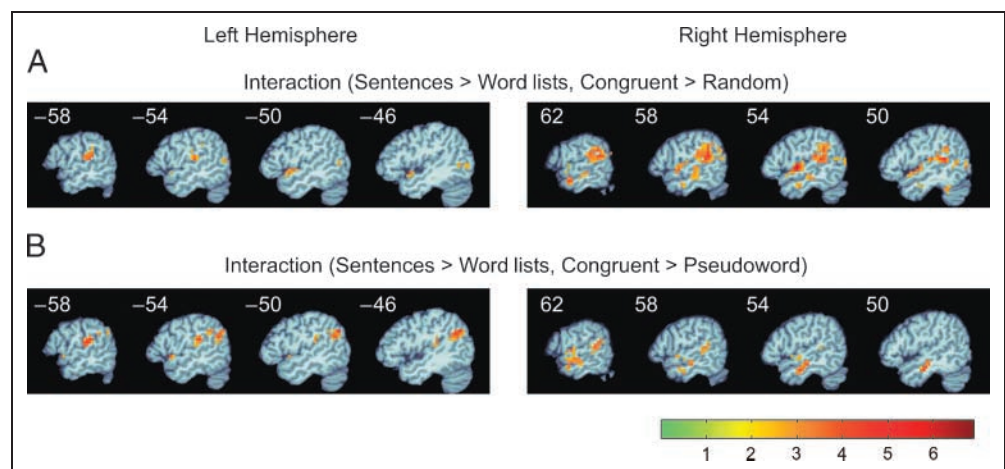 Left Hemisphere Right Hemisphere
A
Interaction (Sentences > Word lists, Congruent > Random)
–58 –54 –50 –46 62 58 54 50
B
Interaction (Sentences > Word lists, Congruent > Pseudoword)
–58 –54 –50 –46 62 58 54 50
1 2 3 4 5 6